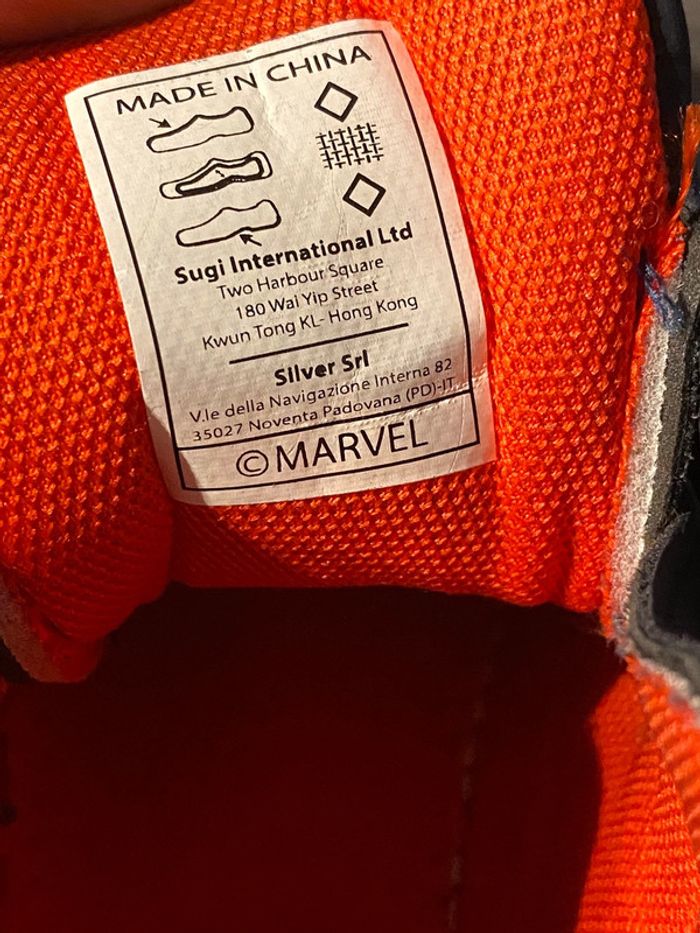 MADE IN CHINA
Sugi International Ltd
Two Harbour Square
180 Wai Yip Street
Kwun Tong KL- Hong Kong
Silver Srl
V.le della Navigazione Interna 82
35027 Noventa Padovana (PD)-IT
©MARVEL